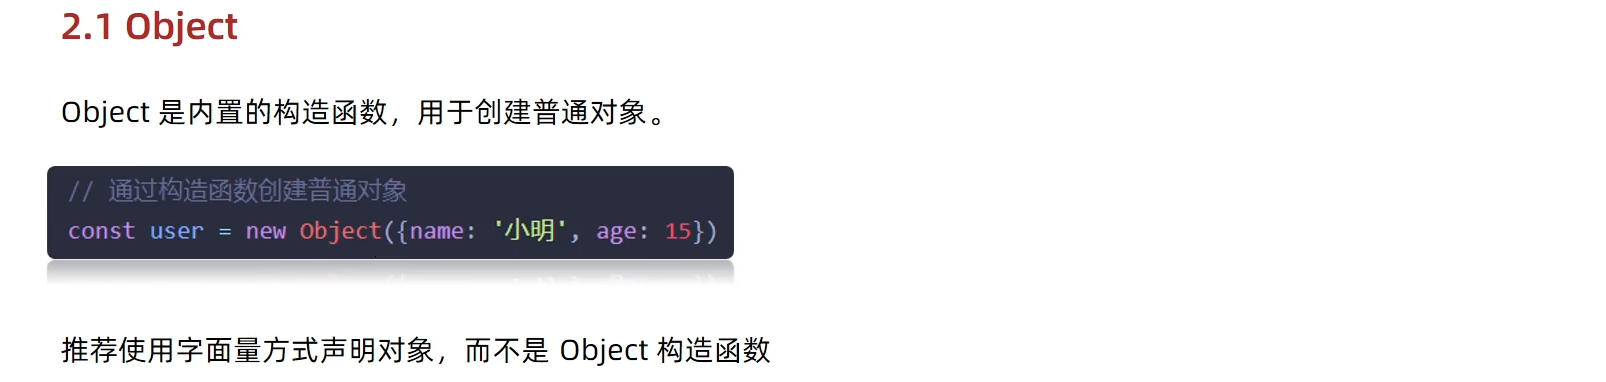 2.1 Object
Object 是内置的构造函数，用于创建普通对象。
// 通过构造函数创建普通对象
const user = new Object({name: '小明', age: 15})
推荐使用字面量方式声明对象，而不是 Object 构造函数